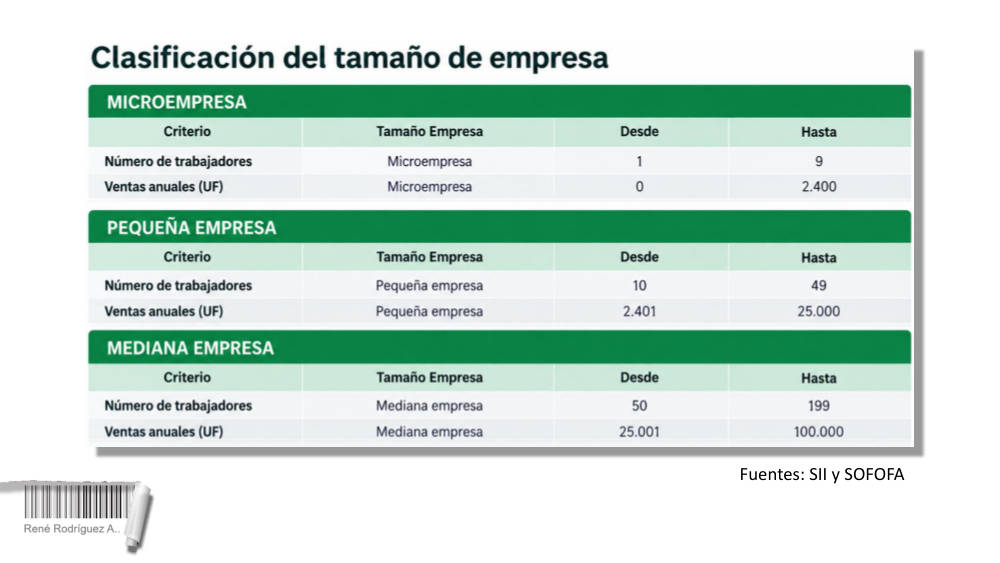 Clasificación del tamaño de empresa
MICROEMPRESA
Criterio Tamaño Empresa Desde Hasta
Número de trabajadores Microempresa 1 9
Ventas anuales (UF) Microempresa 0 2.400
PEQUEÑA EMPRESA
Criterio Tamaño Empresa Desde Hasta
Número de trabajadores Pequeña empresa 10 49
Ventas anuales (UF) Pequeña empresa 2.401 25.000
MEDIANA EMPRESA
Criterio Tamaño Empresa Desde Hasta
Número de trabajadores Mediana empresa 50 199
Ventas anuales (UF) Mediana empresa 25.001 100.000
Fuentes: SII y SOFOFA
René Rodríguez A..